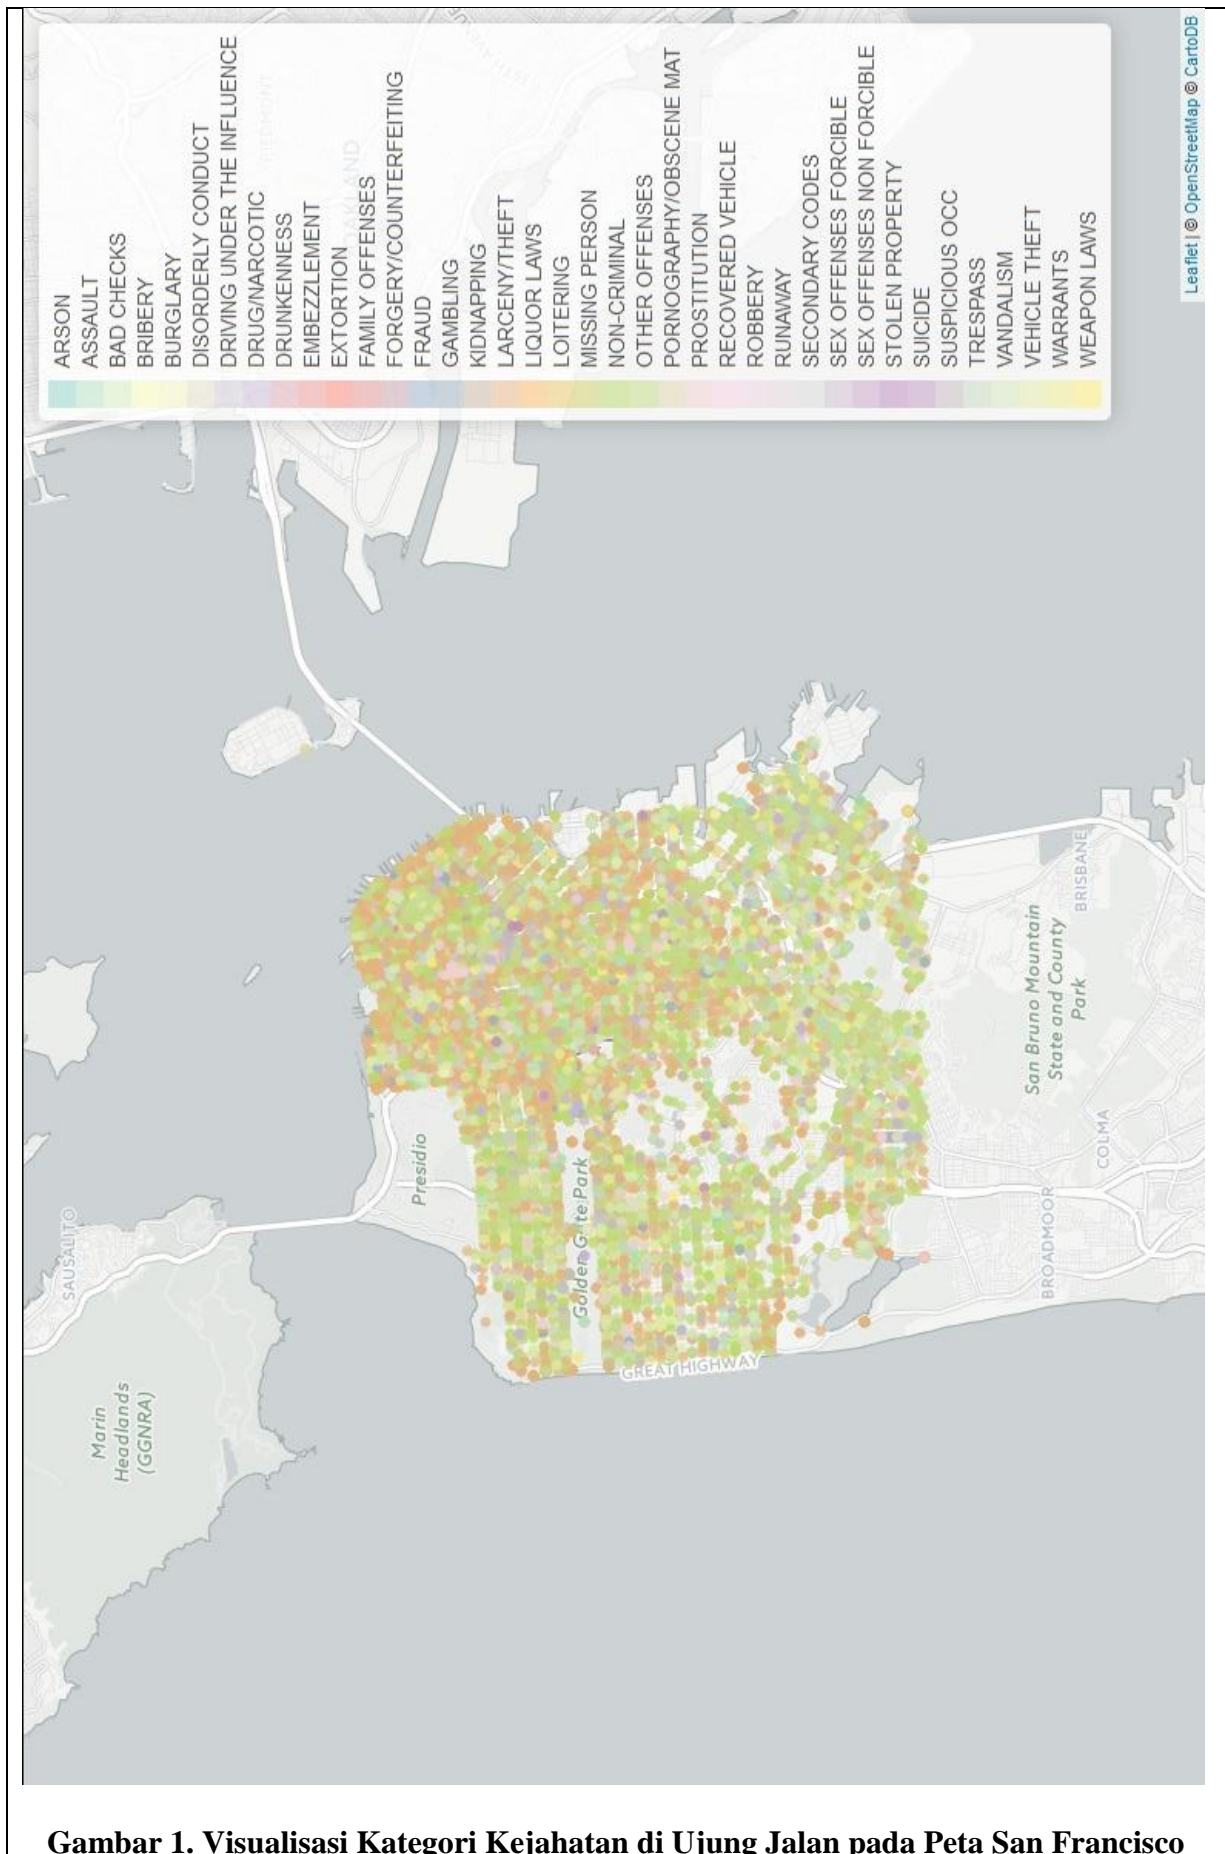 ARSON
ASSAULT
BAD CHECKS
BRIBERY
BURGLARY
DISORDERLY CONDUCT
DRIVING UNDER THE INFLUENCE
DRUG/NARCOTIC
DRUNKENNESS
EMBEZZLEMENT
EXTORTION
FAMILY OFFENSES
FORGERY/COUNTERFEITING
FRAUD
GAMBLING
KIDNAPPING
LARCENY/THEFT
LIQUOR LAWS
LOITERING
MISSING PERSON
NON-CRIMINAL
OTHER OFFENSES
PORNOGRAPHY/OBSCENE MAT
PROSTITUTION
RECOVERED VEHICLE
ROBBERY
RUNAWAY
SECONDARY CODES
SEX OFFENSES FORCIBLE
SEX OFFENSES NON FORCIBLE
STOLEN PROPERTY
SUICIDE
SUSPICIOUS OCC
TRESPASS
VANDALISM
VEHICLE THEFT
WARRANTS
WEAPON LAWS
PIEDMONT
OAKLAND
SAUSALITO
Marin
Headlands
(GGNRA)
Presidio
Golden Gate Park
GREAT HIGHWAY
BRISBANE
San Bruno Mountain
State and County
Park
COLMA
BROADMOOR
Leaflet | © OpenStreetMap © CartoDB
Gambar 1. Visualisasi Kategori Kejahatan di Ujung Jalan pada Peta San Francisco